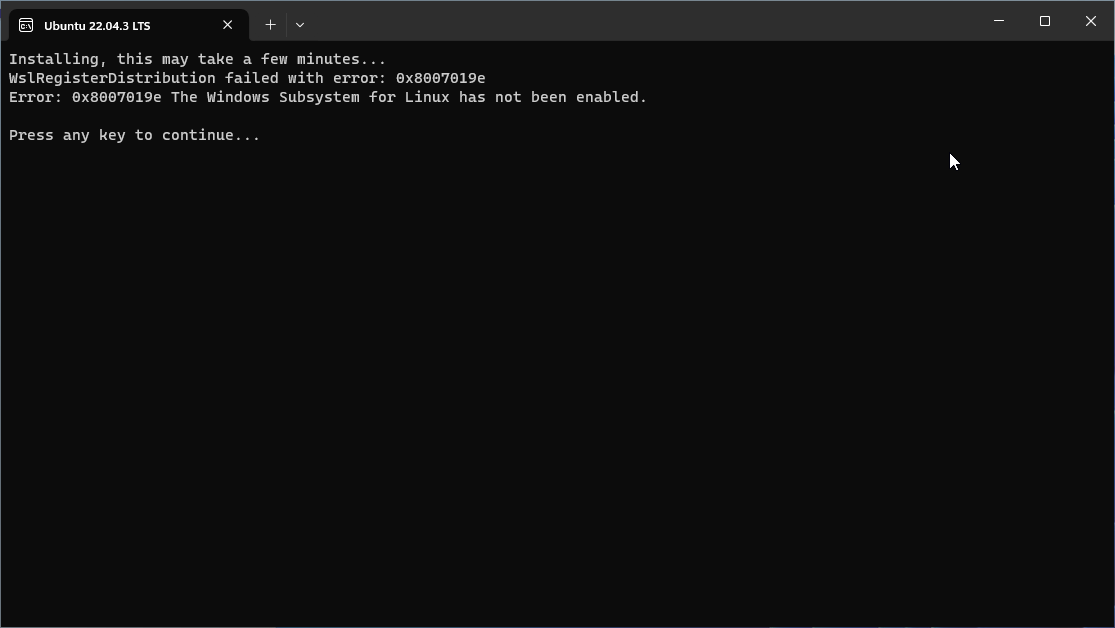 Ubuntu 22.04.3 LTS
Installing, this may take a few minutes...
WslRegisterDistribution failed with error: 0x8007019e
Error: 0x8007019e The Windows Subsystem for Linux has not been enabled.
Press any key to continue...